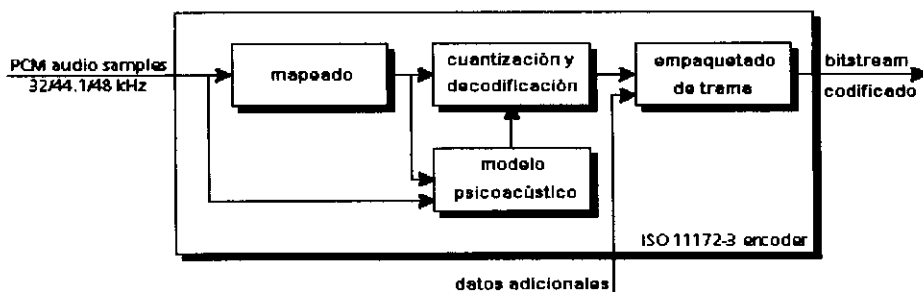 PCM audio samples
32/44.1/48 kHz
mapeado
cuantización y
decodificación
empaquetado
de trama
bitstream
codificado
modelo
psicoacústico
ISO 11172-3 encoder
datos adicionales